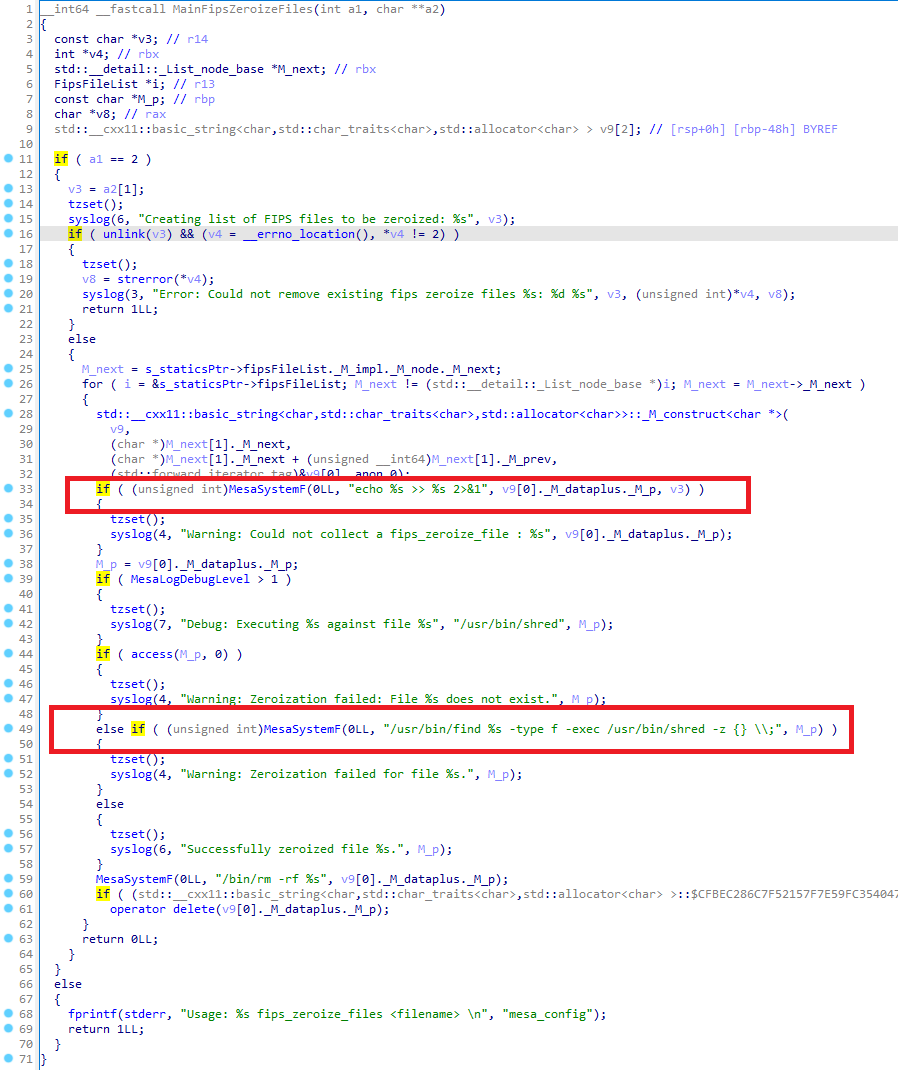 1 __int64 __fastcall MainFipsZeroizeFiles(int a1, char **a2)
2 {
3 const char *v3; // r14
4 int *v4; // rbx
5 std::__detail::_List_node_base *M_next; // rbx
6 FipsFileList *i; // r13
7 const char *M_p; // rbp
8 char *v8; // rax
9 std::__cxx11::basic_string<char,std::char_traits<char>,std::allocator<char> > v9[2]; // [rsp+0h] [rbp-48h] BYREF
10
11 if ( a1 == 2 )
12 {
13 v3 = a2[1];
14 tzset();
15 syslog(6, "Creating list of FIPS files to be zeroized: %s", v3);
16 if ( unlink(v3) && (v4 = __errno_location(), *v4 != 2) )
17 {
18 tzset();
19 v8 = strerror(*v4);
20 syslog(3, "Error: Could not remove existing fips zeroize files %s: %d %s", v3, (unsigned int)*v4, v8);
21 return 1LL;
22 }
23 else
24 {
25 M_next = s_staticsPtr->fipsFileList._M_impl._M_node._M_next;
26 for ( i = &s_staticsPtr->fipsFileList; M_next != (std::__detail::_List_node_base *)i; M_next = M_next->_M_next )
27 {
28 std::__cxx11::basic_string<char,std::char_traits<char>,std::allocator<char>>::_M_construct<char *>(
29 v9,
30 (char *)M_next[1]._M_next,
31 (char *)M_next[1]._M_next + (unsigned __int64)M_next[1]._M_prev,
32 (std::forward_iterator_tag)&v9[0]._anon_0);
33 if ( (unsigned int)MesaSystemF(0LL, "echo %s >> %s 2>&1", v9[0]._M_dataplus._M_p, v3) )
34 {
35 tzset();
36 syslog(4, "Warning: Could not collect a fips_zeroize_file : %s", v9[0]._M_dataplus._M_p);
37 }
38 M_p = v9[0]._M_dataplus._M_p;
39 if ( MesaLogDebugLevel > 1 )
40 {
41 tzset();
42 syslog(7, "Debug: Executing %s against file %s", "/usr/bin/shred", M_p);
43 }
44 if ( access(M_p, 0) )
45 {
46 tzset();
47 syslog(4, "Warning: Zeroization failed: File %s does not exist.", M_p);
48 }
49 else if ( (unsigned int)MesaSystemF(0LL, "/usr/bin/find %s -type f -exec /usr/bin/shred -z {} \\;", M_p) )
50 {
51 tzset();
52 syslog(4, "Warning: Zeroization failed for file %s.", M_p);
53 }
54 else
55 {
56 tzset();
57 syslog(6, "Successfully zeroized file %s.", M_p);
58 }
59 MesaSystemF(0LL, "/bin/rm -rf %s", v9[0]._M_dataplus._M_p);
60 if ( (std::__cxx11::basic_string<char,std::char_traits<char>,std::allocator<char> >::$CFBEC286C7F52157F7E59FC354047
61 operator delete(v9[0]._M_dataplus._M_p);
62 }
63 return 0LL;
64 }
65 }
66 else
67 {
68 fprintf(stderr, "Usage: %s fips_zeroize_files <filename> \n", "mesa_config");
69 return 1LL;
70 }
71 }